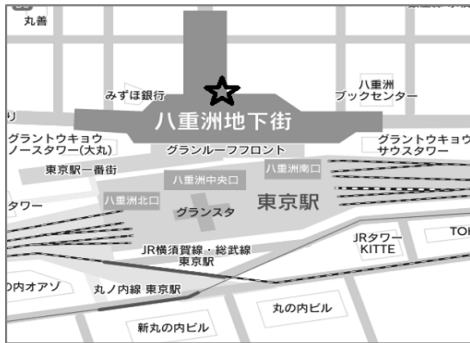 丸善
みずほ銀行
八重洲
ブックセンター
り
八重洲地下街
グラントウキョウ
ノースタワー(大丸)
グランルーフフロント
グラントウキョウ
サウスタワー
東京駅一番街
八重洲中央口
八重洲南口
タワー
八重洲北口
グランスタ
東京駅
JR横須賀線・総武線
東京駅
JRタワー
KITTE
TOK
の内オアゾ
丸ノ内線 東京駅
丸の内ビル
新丸の内ビル